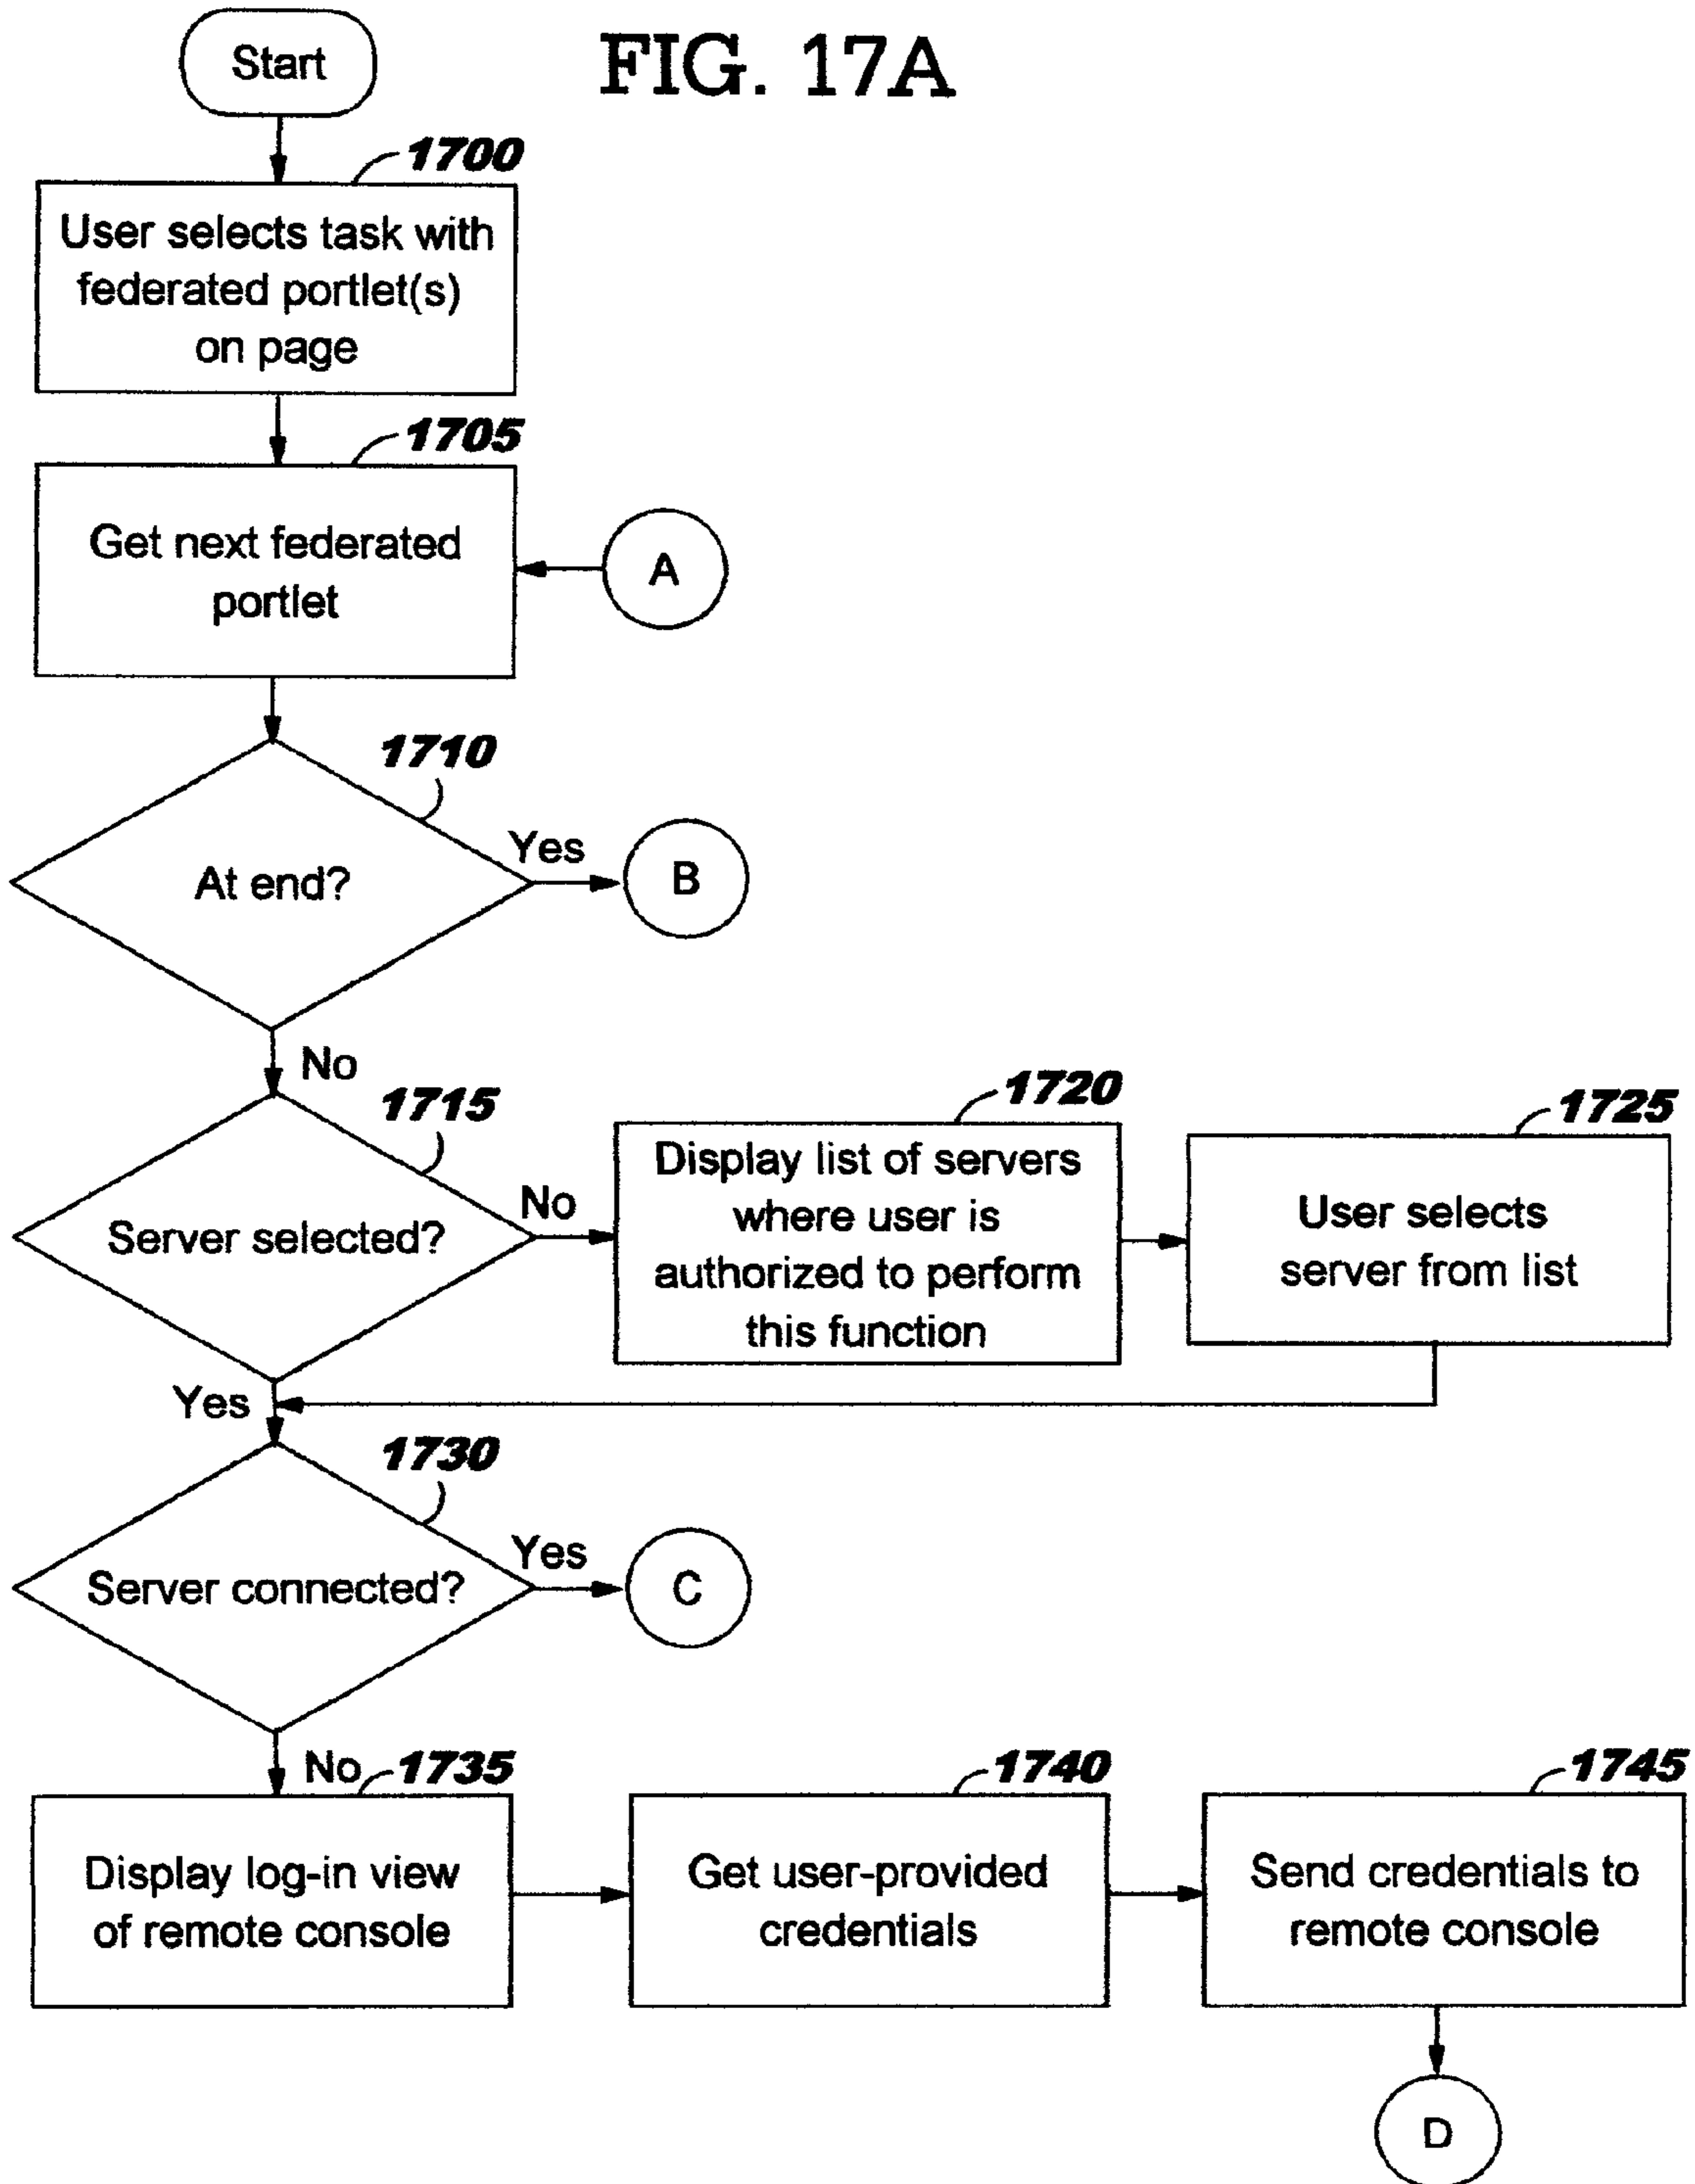 Start
FIG. 17A
1700
User selects task with
federated portlet(s)
on page
1705
Get next federated
portlet
A
1710
At end?
Yes
B
No
1715
Server selected?
No
1720
Display list of servers
where user is
authorized to perform
this function
1725
User selects
server from list
Yes
1730
Server connected?
Yes
C
No
1735
Display log-in view
of remote console
1740
Get user-provided
credentials
1745
Send credentials to
remote console
D